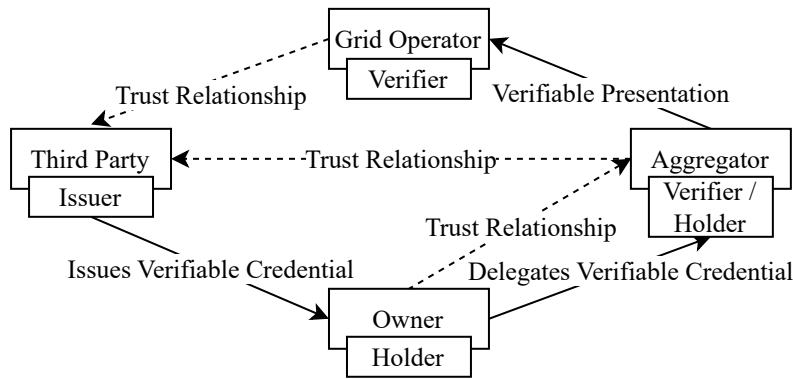 Grid Operator
Verifier
Trust Relationship
Verifiable Presentation
Third Party
Issuer
Trust Relationship
Aggregator
Verifier /
Holder
Trust Relationship
Issues Verifiable Credential
Delegates Verifiable Credential
Owner
Holder